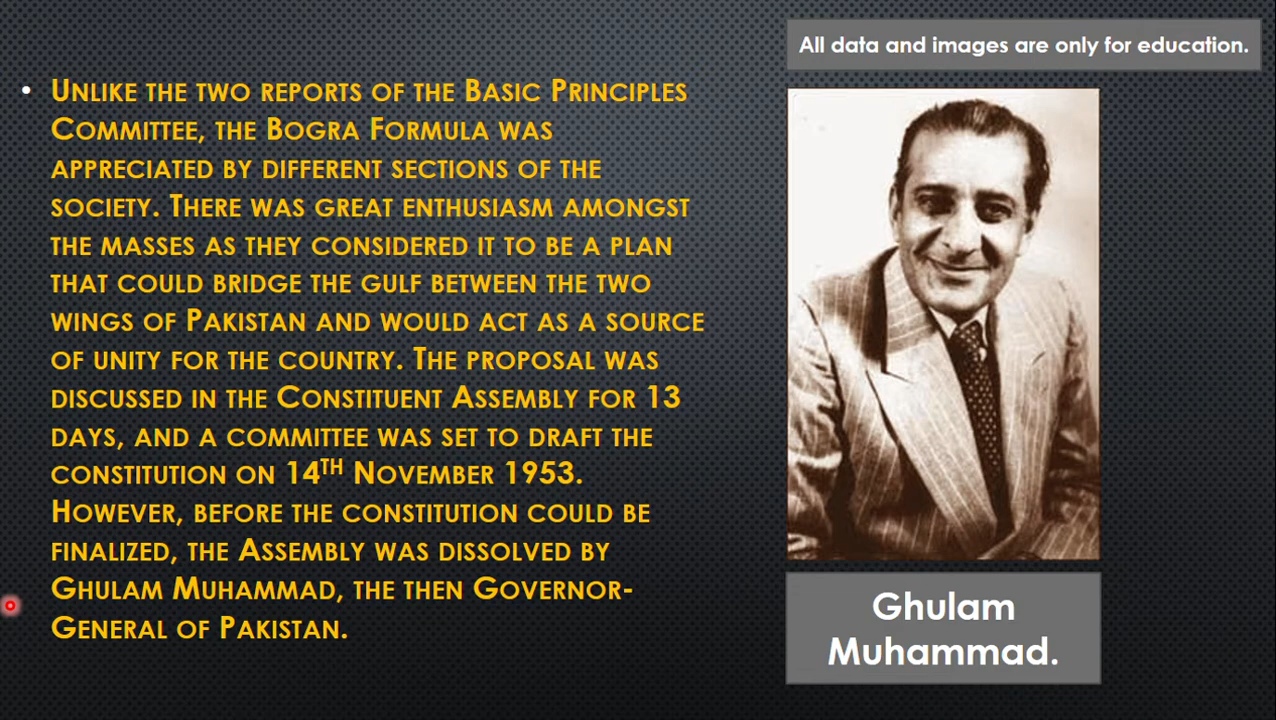 All data and images are only for education.
• Unlike the two reports of the Basic Principles
Committee, the Bogra Formula was
appreciated by different sections of the
society. There was great enthusiasm amongst
the masses as they considered it to be a plan
that could bridge the gulf between the two
wings of Pakistan and would act as a source
of unity for the country. The proposal was
discussed in the Constituent Assembly for 13
days, and a committee was set to draft the
constitution on 14th November 1953.
However, before the constitution could be
finalized, the Assembly was dissolved by
Ghulam Muhammad, the then Governor-
General of Pakistan.
Ghulam
Muhammad.